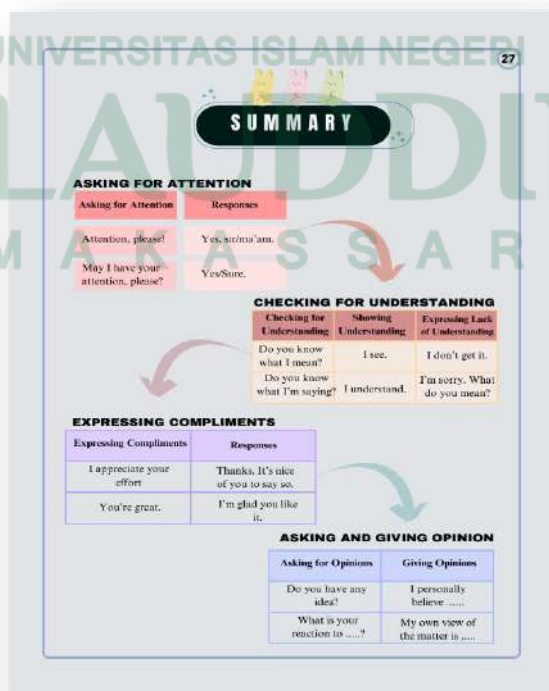 UNIVERSITAS ISLAM NEGERI
27
ALAUDDIN
SUMMARY
MAKASSAR
ASKING FOR ATTENTION
Asking for Attention Responses
Attention, please! Yes, sir/ma'am.
May I have your
attention, please?
Yes/Sure.
CHECKING FOR UNDERSTANDING
Checking for
Understanding
Showing
Understanding
Expressing Lack
of Understanding
Do you know
what I mean?
I see.
I don't get it.
Do you know
what I'm saying?
I understand.
I'm sorry. What
do you mean?
EXPRESSING COMPLIMENTS
Expressing Compliments Responses
I appreciate your
effort
Thanks, It's nice
of you to say so.
You're great.
I'm glad you like
it.
ASKING AND GIVING OPINION
Asking for Opinions Giving Opinions
Do you have any
idea?
I personally
believe ......
What is your
reaction to .....?
My own view of
the matter is .....